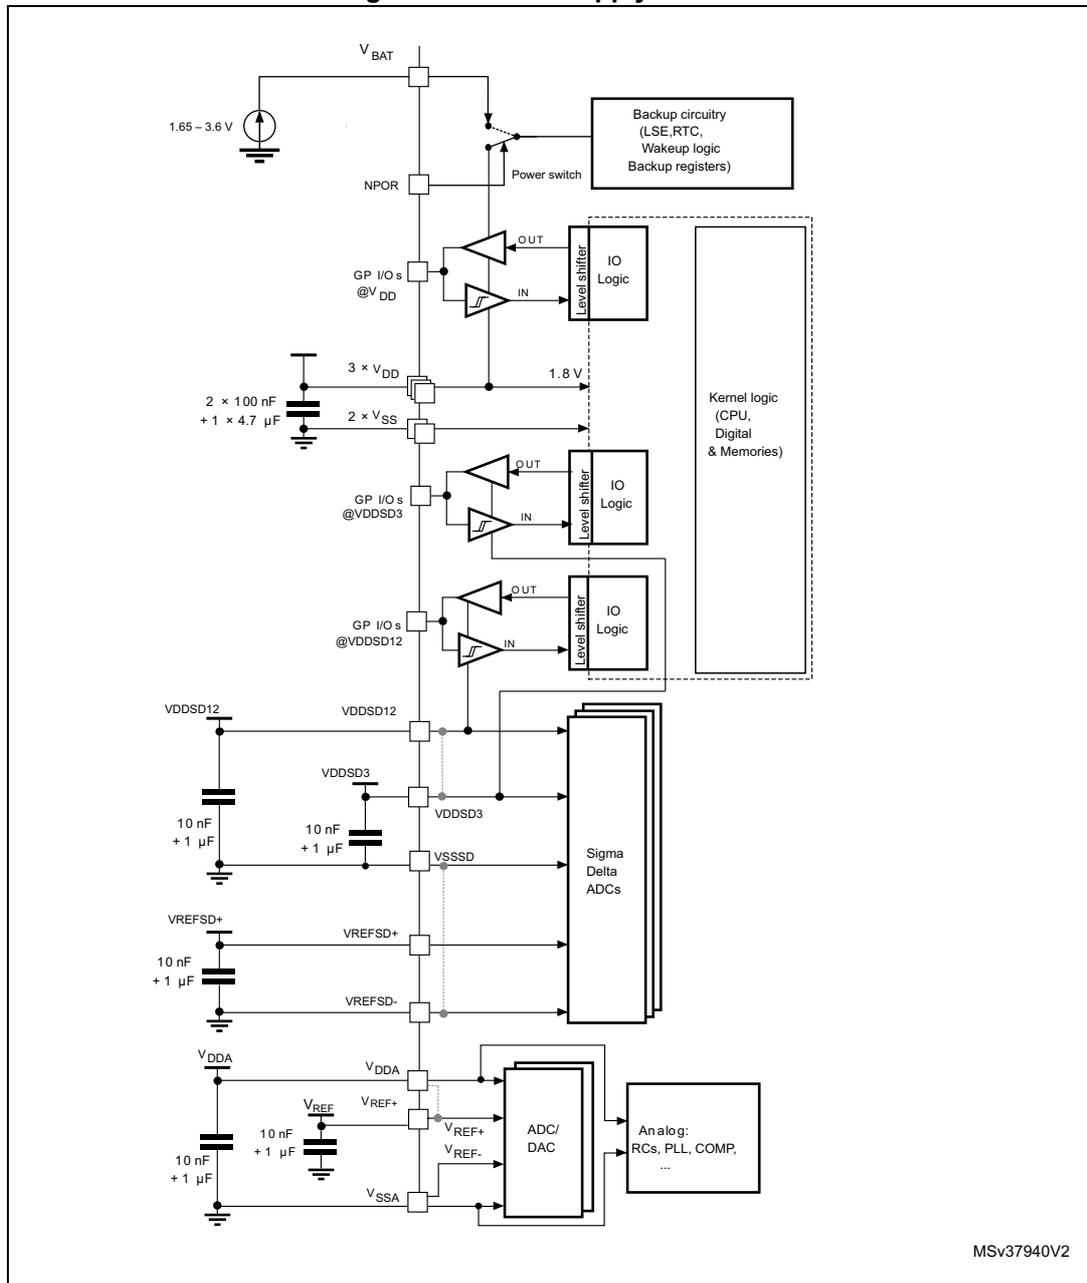 V BAT
1.65 – 3.6 V
Backup circuitry
(LSE,RTC,
Wakeup logic
Backup registers)
Power switch
NPOR
OUT
Level shifter
IO
Logic
GP I/Os
@V DD
IN
3 × V DD
1.8 V
2 × 100 nF
+ 1 × 4.7 µF
2 × V SS
Kernel logic
(CPU,
Digital
& Memories)
OUT
Level shifter
IO
Logic
GP I/Os
@VDDSD3
IN
OUT
Level shifter
IO
Logic
GP I/Os
@VDDSD12
IN
VDDSD12
VDDSD12
VDDSD3
VDDSD3
10 nF
+ 1 µF
10 nF
+ 1 µF
VSSSD
Sigma
Delta
ADCs
VREFSD+
VREFSD+
10 nF
+ 1 µF
VREFSD-
V DDA
V DDA
V REF+
V REF
V REF+
10 nF
+ 1 µF
V REF-
ADC/
DAC
Analog:
RCs, PLL, COMP,
...
10 nF
+ 1 µF
V SSA
MSv37940V2